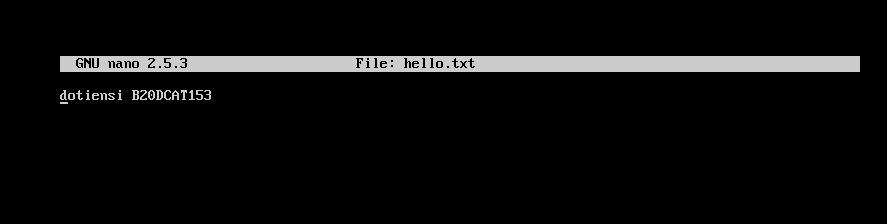 GNU nano 2.5.3 File: hello.txt
dotiensi B20DCAT153